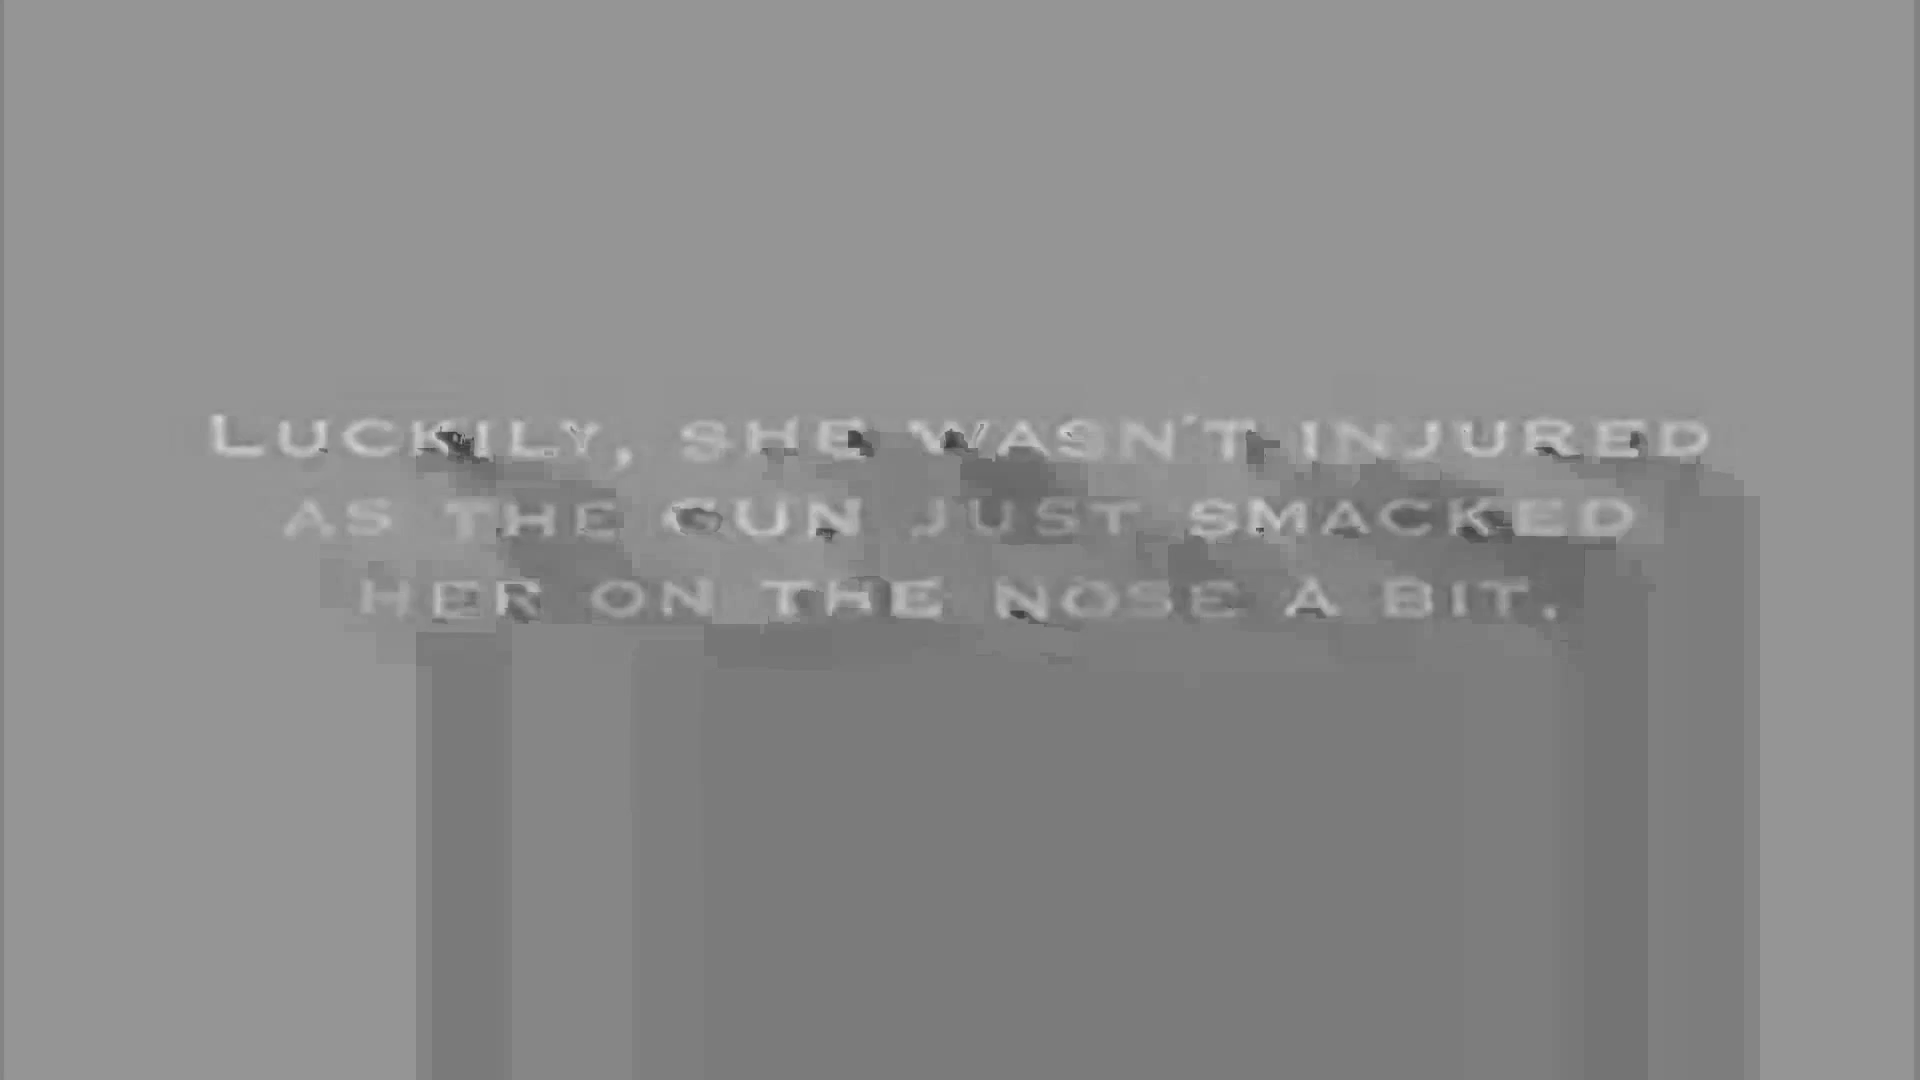 Luckily, she wasn't injured
as the gun just smacked
her on the nose a bit.